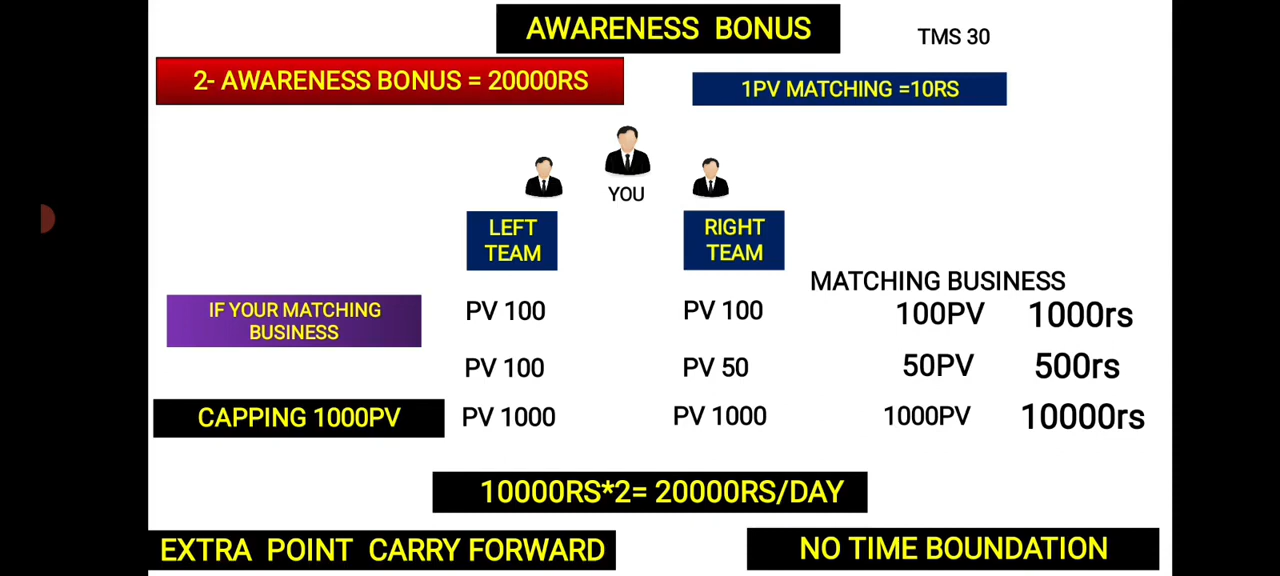 AWARENESS BONUS
TMS 30
2- AWARENESS BONUS = 20000RS
1PV MATCHING =10RS
YOU
LEFT
TEAM
RIGHT
TEAM
MATCHING BUSINESS
IF YOUR MATCHING
BUSINESS
PV 100 PV 100 100PV 1000rs
PV 100 PV 50 50PV 500rs
CAPPING 1000PV PV 1000 PV 1000 1000PV 10000rs
10000RS*2= 20000RS/DAY
EXTRA POINT CARRY FORWARD
NO TIME BOUNDATION